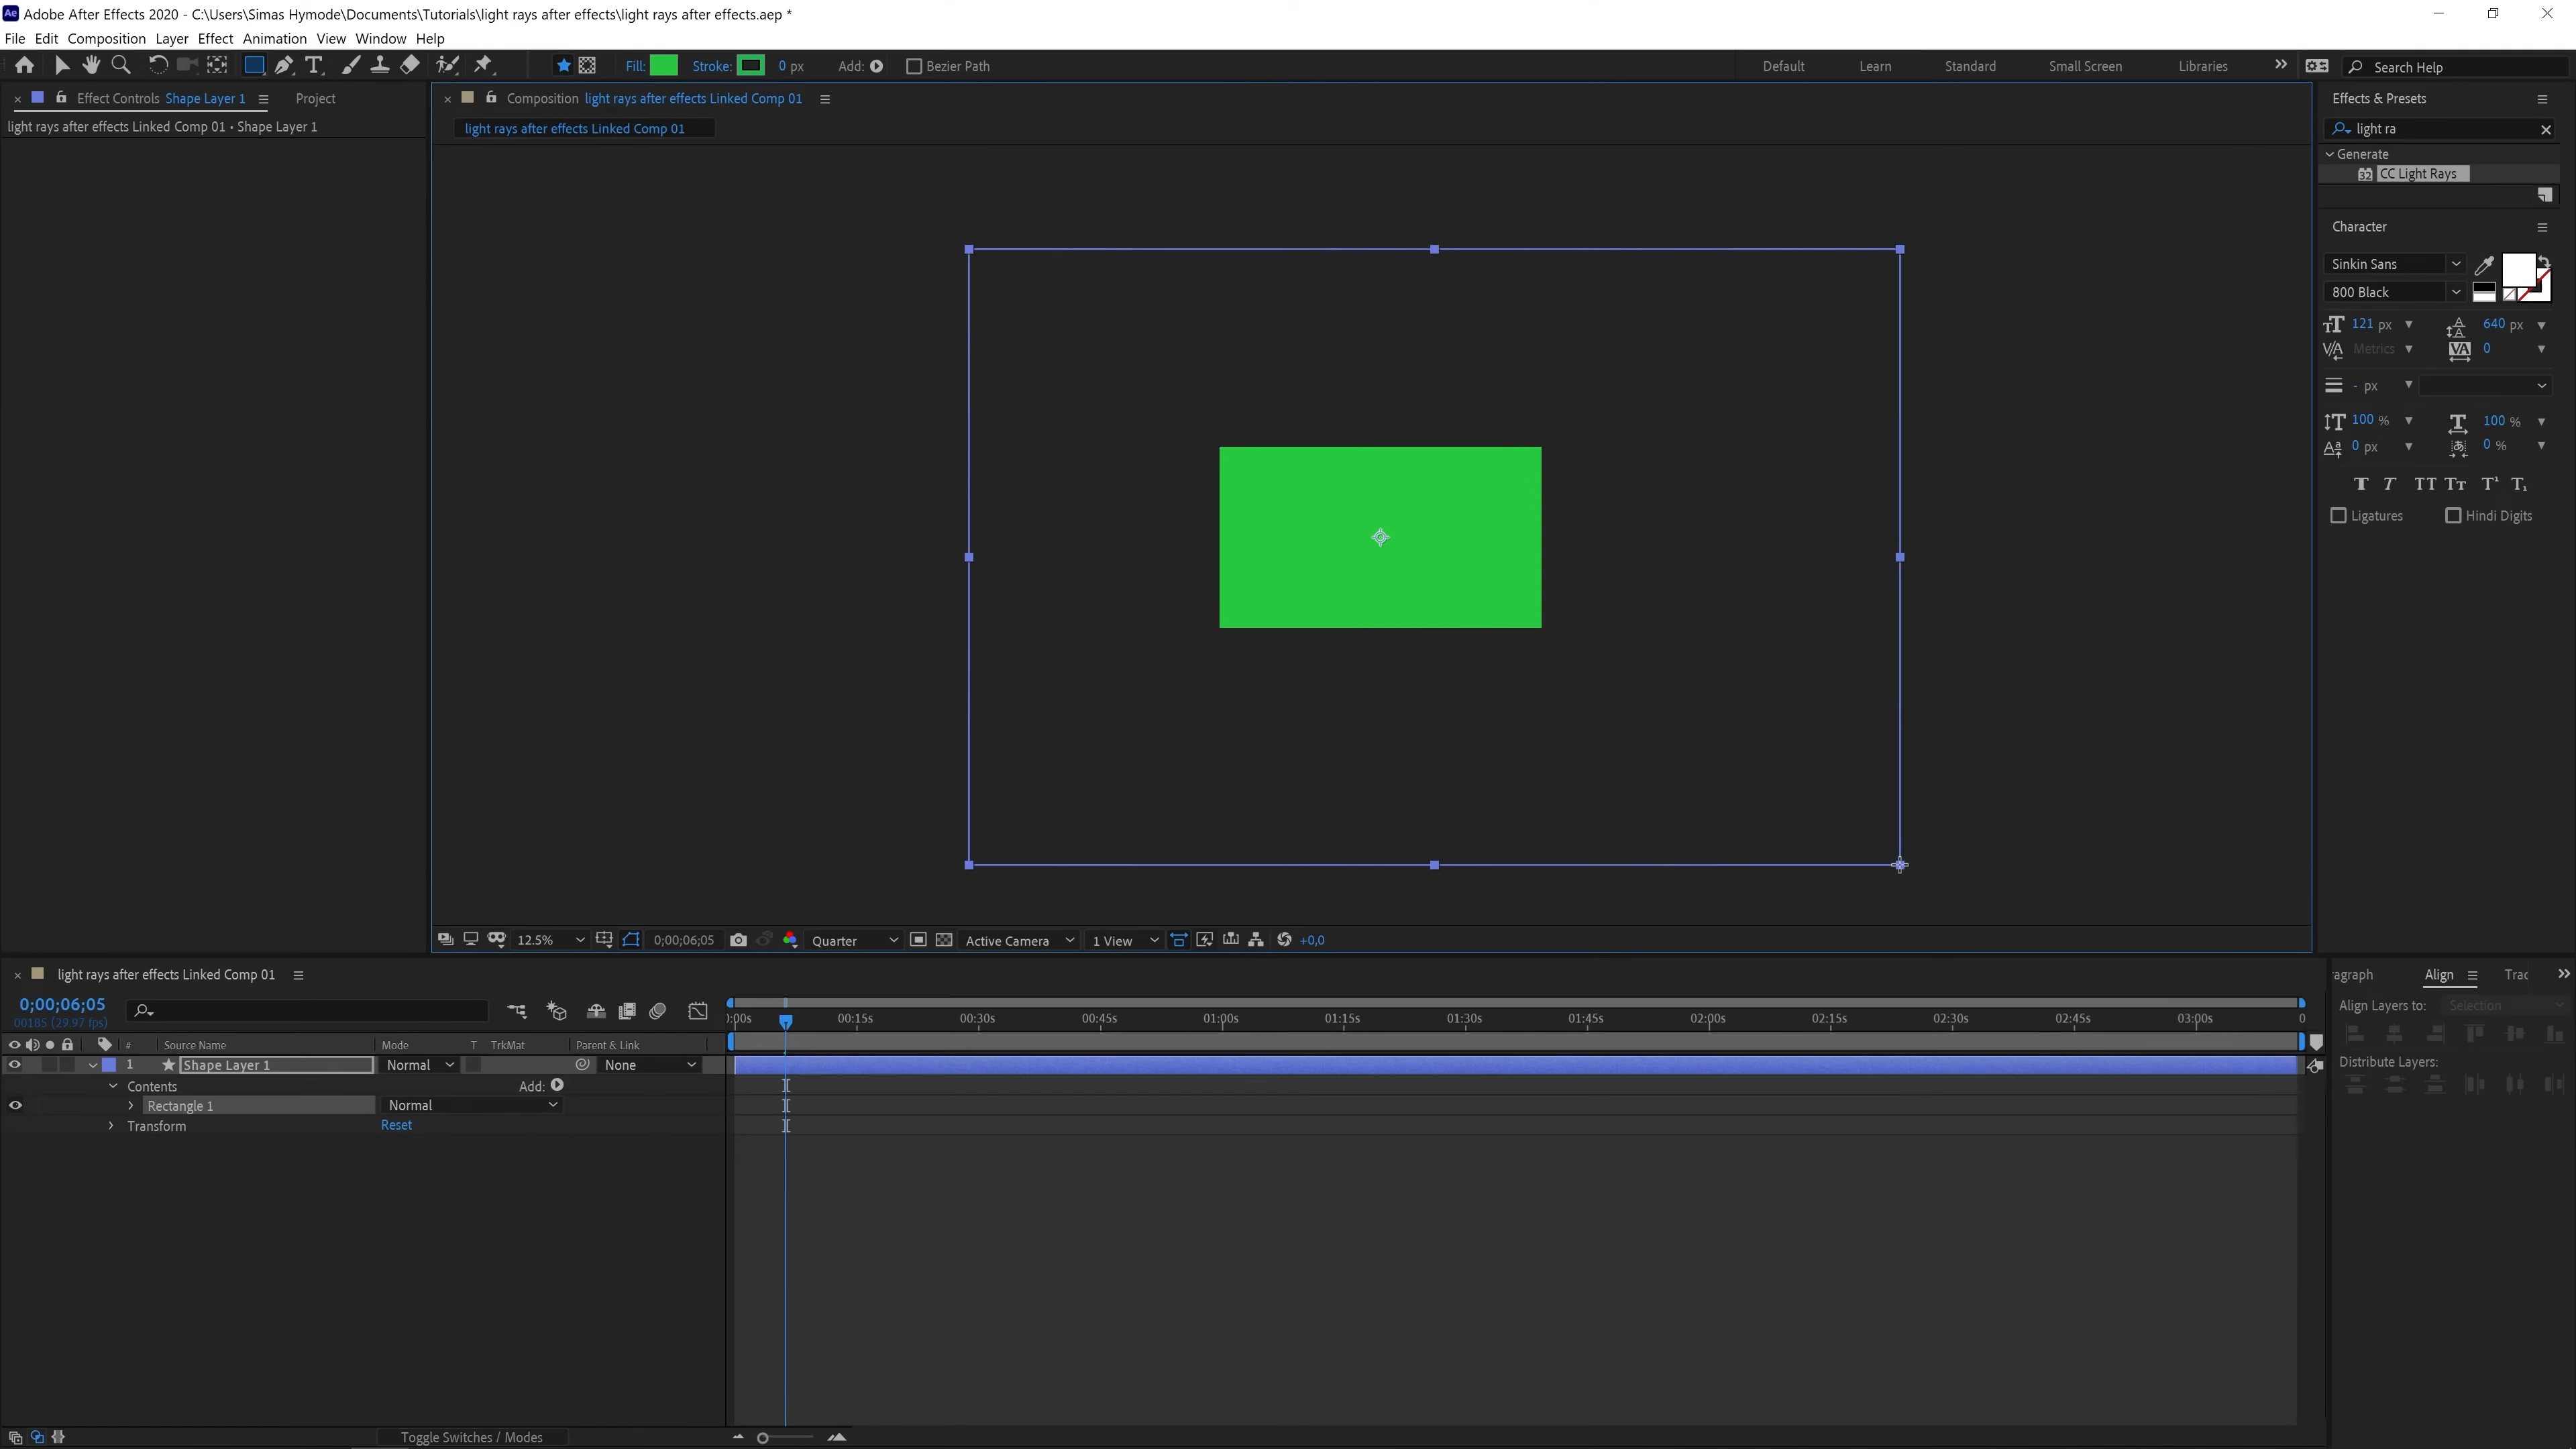 Adobe After Effects 2020 - C:\Users\Simas Hymode\Documents\Tutorials\light rays after effects\light rays after effects.aep *
File Edit Composition Layer Effect Animation View Window Help
Fill: Stroke: 0 px Add: Bezier Path Default Learn Standard Small Screen Libraries Search Help
Effect Controls Shape Layer 1 Project
light rays after effects Linked Comp 01 • Shape Layer 1
Composition light rays after effects Linked Comp 01
light rays after effects Linked Comp 01
Effects & Presets
light ra
Generate
32 CC Light Rays
Character
Sinkin Sans
800 Black
121 px 640 px
Metrics 0
- px
100 % 100 %
0 px 0 %
Ligatures Hindi Digits
12.5% 0;00;06;05 Quarter Active Camera 1 View +0,0
light rays after effects Linked Comp 01
0;00;06;05
00185 (29.97 fps)
:00s 00:15s 00:30s 00:45s 01:00s 01:15s 01:30s 01:45s 02:00s 02:15s 02:30s 02:45s 03:00s 0
# Source Name Mode T TrkMat Parent & Link
1 Shape Layer 1 Normal None
Contents Add:
Rectangle 1 Normal
Transform Reset
Toggle Switches / Modes
ragraph Align Trac
Align Layers to: Selection
Distribute Layers: